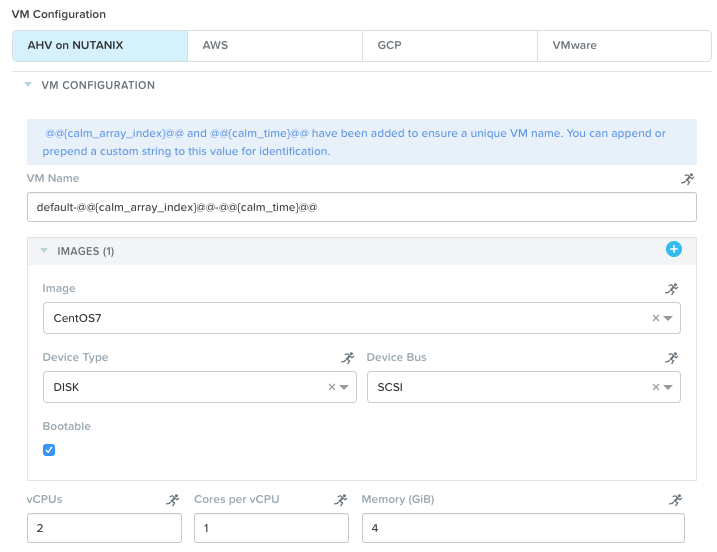 VM Configuration
AHV on NUTANIX
AWS
GCP
VMware
VM CONFIGURATION
@@{calm_array_index}@@ and @@{calm_time}@@ have been added to ensure a unique VM name. You can append or
prepend a custom string to this value for identification.
VM Name
default-@@{calm_array_index}@@-@@{calm_time}@@
IMAGES (1)
Image
CentOS7
Device Type
Device Bus
DISK
SCSI
Bootable
vCPUs
Cores per vCPU
Memory (GiB)
2
1
4